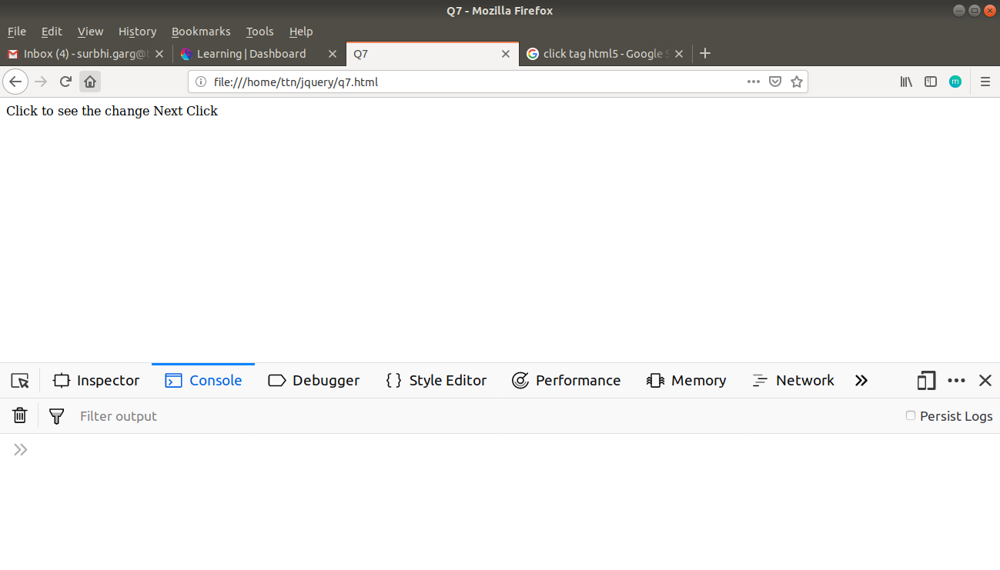 Q7 - Mozilla Firefox
File Edit View History Bookmarks Tools Help
Inbox (4) - surbhi.garg@ Learning | Dashboard Q7 click tag html5 - Google S
file:///home/ttn/jquery/q7.html m
Click to see the change Next Click
Inspector Console Debugger { } Style Editor Performance Memory Network
Filter output Persist Logs